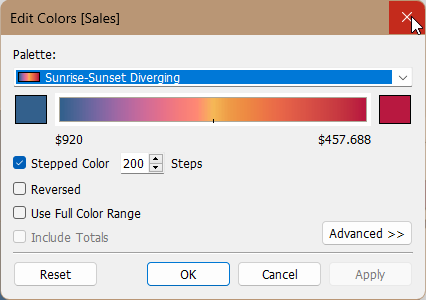 Edit Colors [Sales]
Palette:
Sunrise-Sunset Diverging
$920 $457.688
Stepped Color 200 Steps
Reversed
Use Full Color Range
Include Totals
Advanced >>
Reset OK Cancel Apply